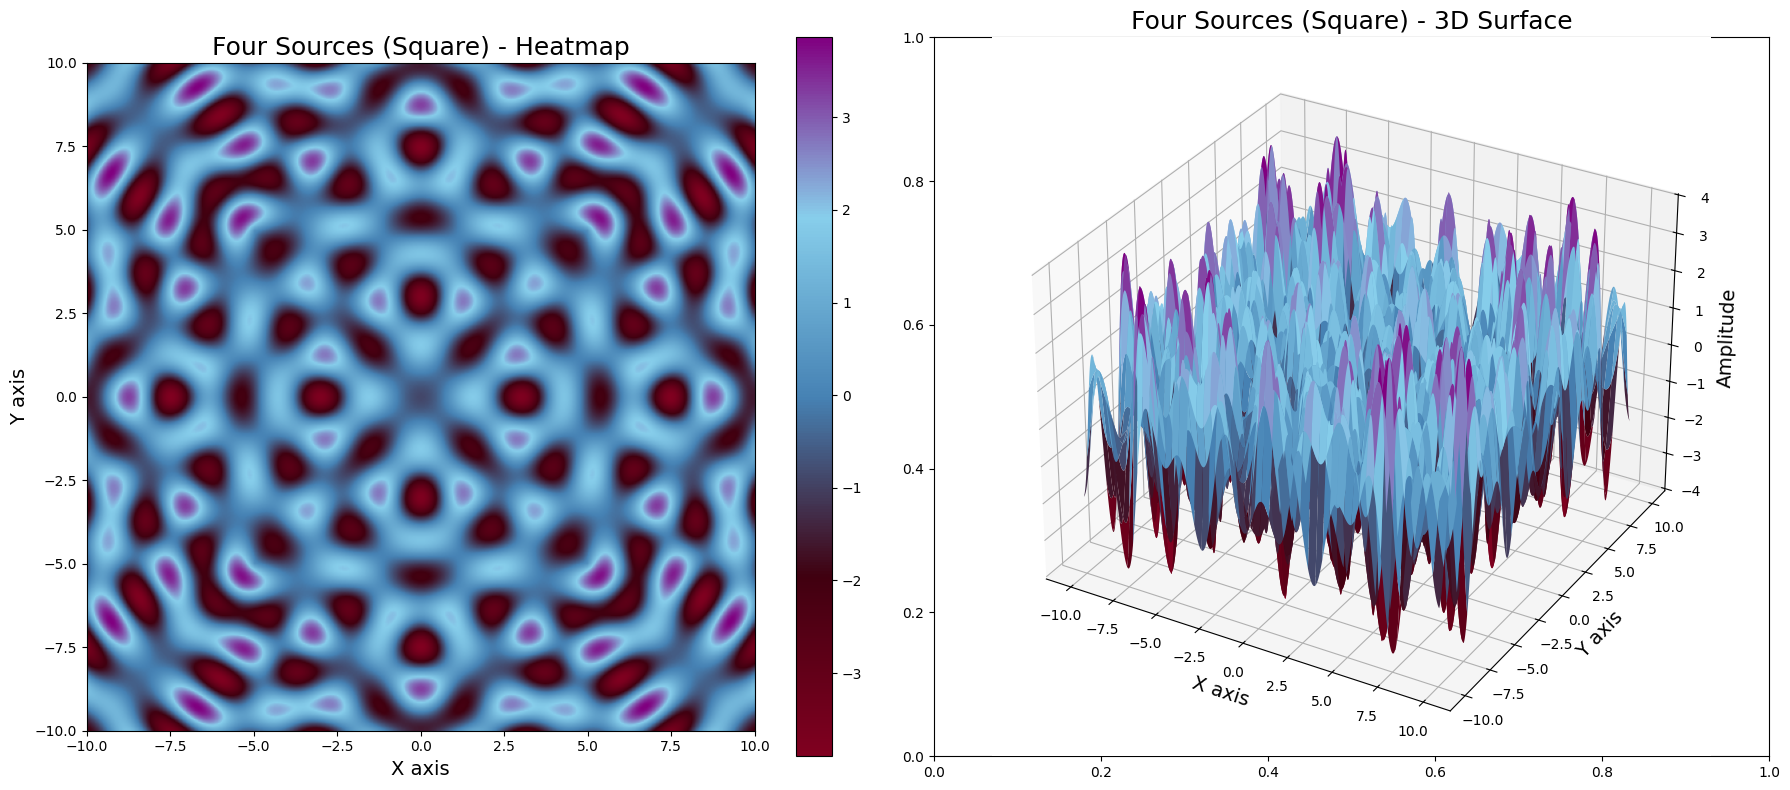 Four Sources (Square) - Heatmap
10.0
7.5
5.0
2.5
0.0
−2.5
−5.0
−7.5
−10.0
Y axis
−10.0 −7.5 −5.0 −2.5 0.0 2.5 5.0 7.5 10.0
X axis
3
2
1
0
−1
−2
−3
Four Sources (Square) - 3D Surface
1.0
0.8
0.6
0.4
0.2
0.0
0.0 0.2 0.4 0.6 0.8 1.0
−10.0 −7.5 −5.0 −2.5 0.0 2.5 5.0 7.5 10.0
X axis
−10.0 −7.5 −5.0 −2.5 0.0 2.5 5.0 7.5 10.0
Y axis
4
3
2
1
0
−1
−2
−3
−4
Amplitude